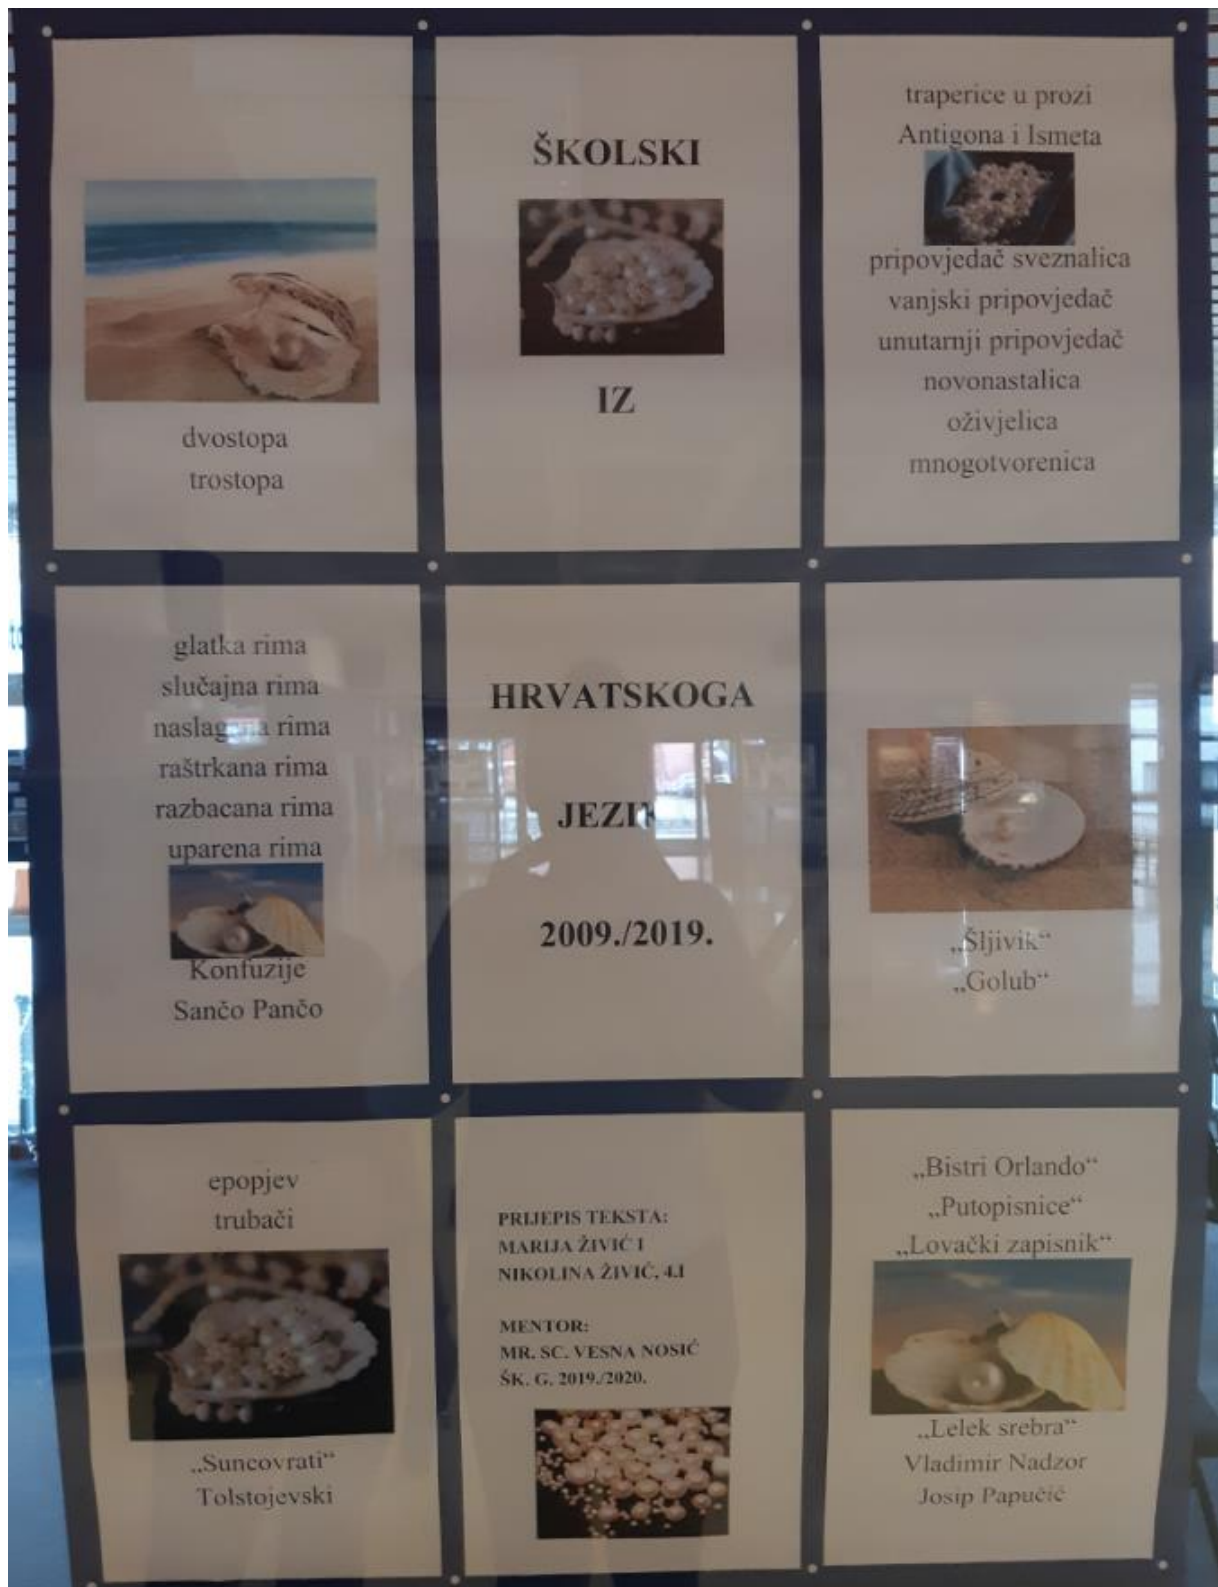 dvostopa
trostopa
ŠKOLSKI
IZ
traperice u prozi
Antigona i Ismeta
pripovjedač sveznalica
vanjski pripovjedač
unutarnji pripovjedač
novonastalica
oživjelica
mnogotvorenica
glatka rima
slučajna rima
rima
raštrkana rima
razbacana rima
uparena rima
Konfuzije
Sančo Pančo
HRVATSKOGA
2009./2019.
„Šljivik“
„Golub“
epopjev
trubači
„Suncovrati“
Tolstojevski
PRIJEPIS TEKSTA:
MARIJA ŽIVIĆ I
NIKOLINA ŽIVIĆ, 4.I
MENTOR:
MR. SC. VESNA NOSIĆ
ŠK. G. 2019./2020.
„Bistri Orlando“
„Putopisnice“
„Lovački zapisnik“
„Lelek srebra“
Vladimir Nadzor
Josip Papučić